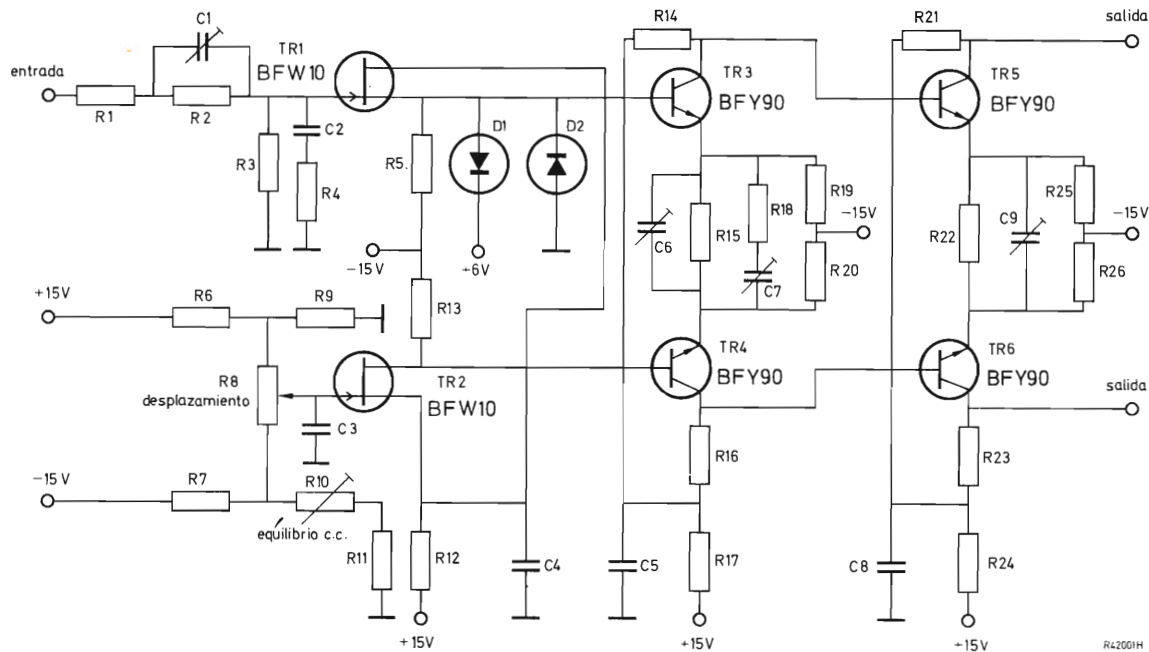 R14
R21
salida
C1
TR1
BFW10
entrada
R1
R2
TR3
BFY90
TR5
BFY90
C2
D1
D2
R3
R4
R5.
R18
R19
-15V
C6
R15
C7
R20
R22
C9
R25
-15V
R26
-15V
+6V
+15V
R6
R9
R13
TR4
BFY90
TR6
BFY90
R8
desplazamiento
TR2
BFW10
C3
salida
-15V
R7
R10
equilibrio c.c.
R16
R23
R11
R12
C4
C5
R17
C8
R24
+15V
+15V
+15V
R42001H